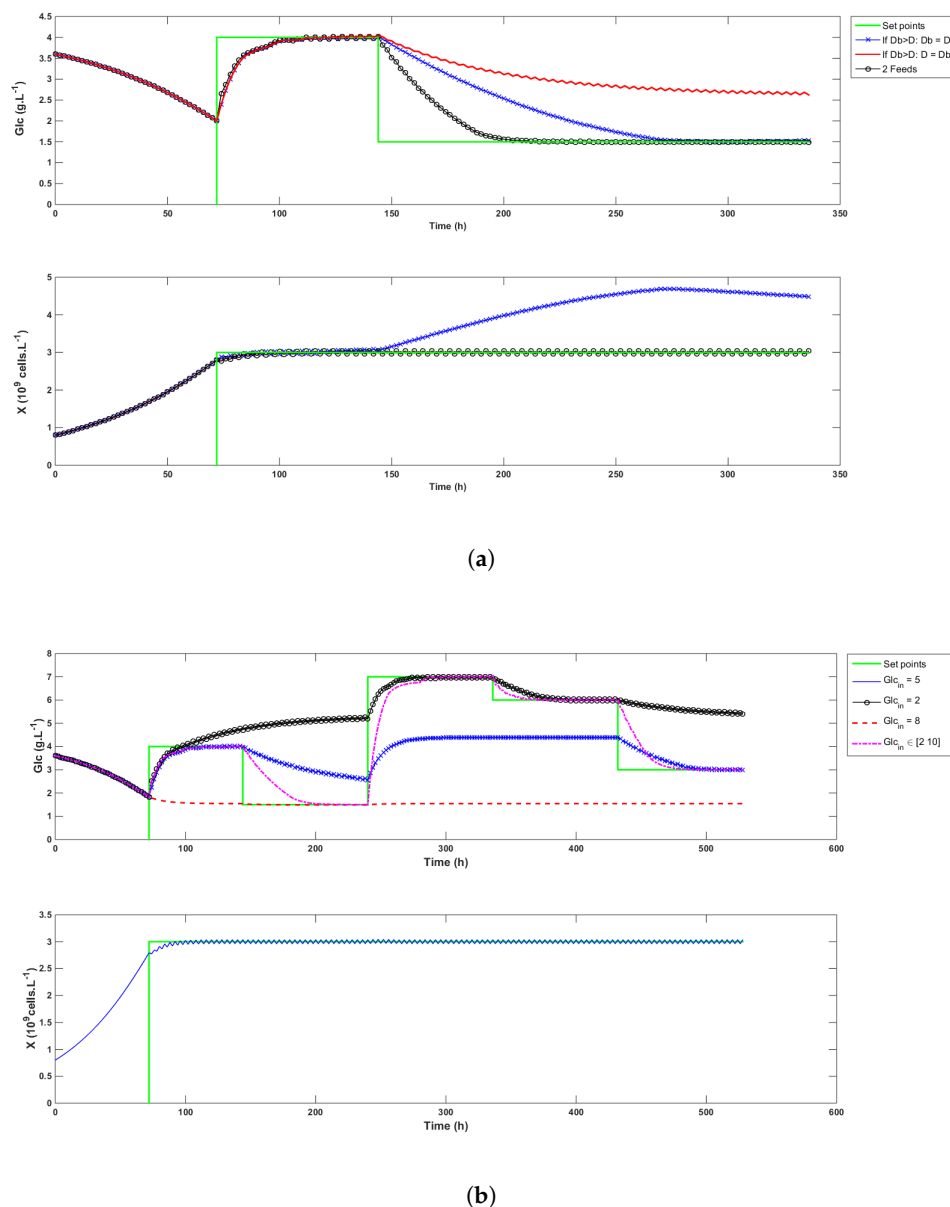 4.5
4
3.5
3
2.5
2
1.5
1
0.5
0
Glc (g.L-1)
0 50 100 150 200 250 300 350
Time (h)
Set points
If Db>D: Db = D
If Db>D: D = Db
2 Feeds
5
4
3
2
1
0
X (10^9 cells.L-1)
0 50 100 150 200 250 300 350
Time (h)
(a)
8
7
6
5
4
3
2
1
0
Glc (g.L-1)
0 100 200 300 400 500 600
Time (h)
Set points
Glc_in = 5
Glc_in = 2
Glc_in = 8
Glc_in ∈ [2 10]
3.5
3
2.5
2
1.5
1
0.5
0
X (10^9cells.L-1)
0 100 200 300 400 500 600
Time (h)
(b)